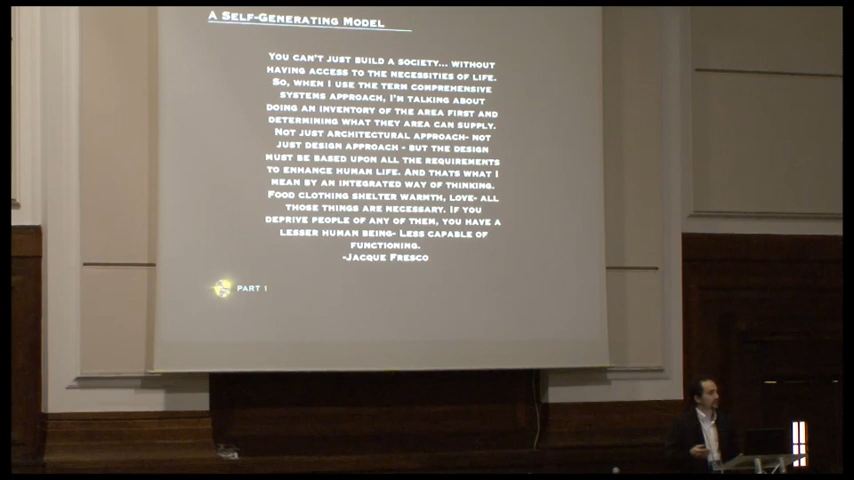 A Self-Generating Model
You can't just build a society... without
having access to the necessities of life.
So, when I use the term comprehensive
systems approach, I'm talking about
doing an inventory of the area first and
determining what they area can supply.
Not just architectural approach- not
just design approach - but the design
must be based upon all the requirements
to enhance human life. And thats what I
mean by an integrated way of thinking.
Food clothing shelter warmth, love- all
those things are necessary. If you
deprive people of any of them, you have a
lesser human being- Less capable of
functioning.
-Jacque Fresco
Part 1